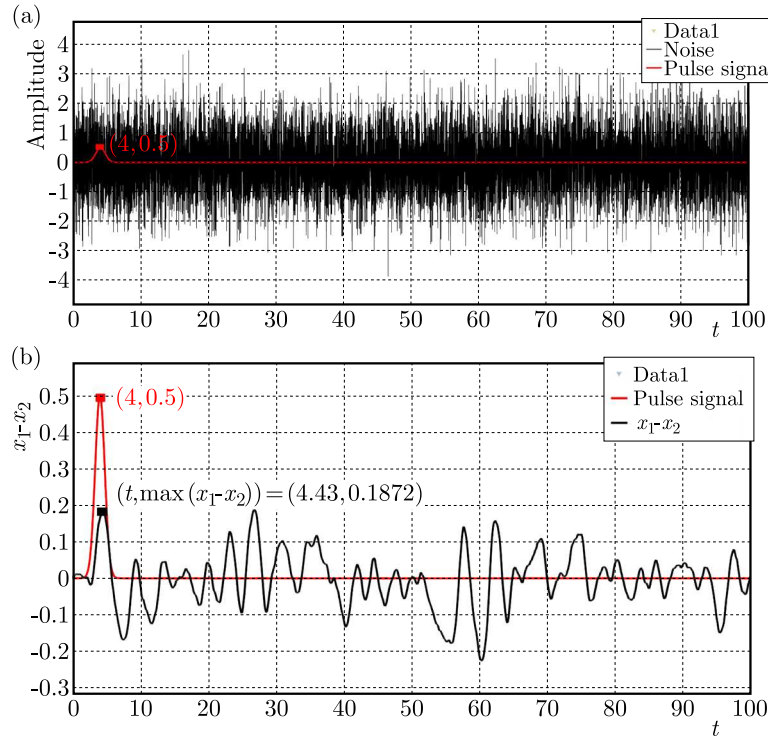 (a)
Amplitude
4
3
2
1
0
-1
-2
-3
-4
Data1
Noise
Pulse signal
(4,0.5)
0 10 20 30 40 50 60 70 80 90 100
t
(b)
x₁-x₂
0.5
0.4
0.3
0.2
0.1
0
-0.1
-0.2
-0.3
Data1
Pulse signal
x₁-x₂
(4,0.5)
(t,max(x₁-x₂))=(4.43,0.1872)
0 10 20 30 40 50 60 70 80 90 100
t